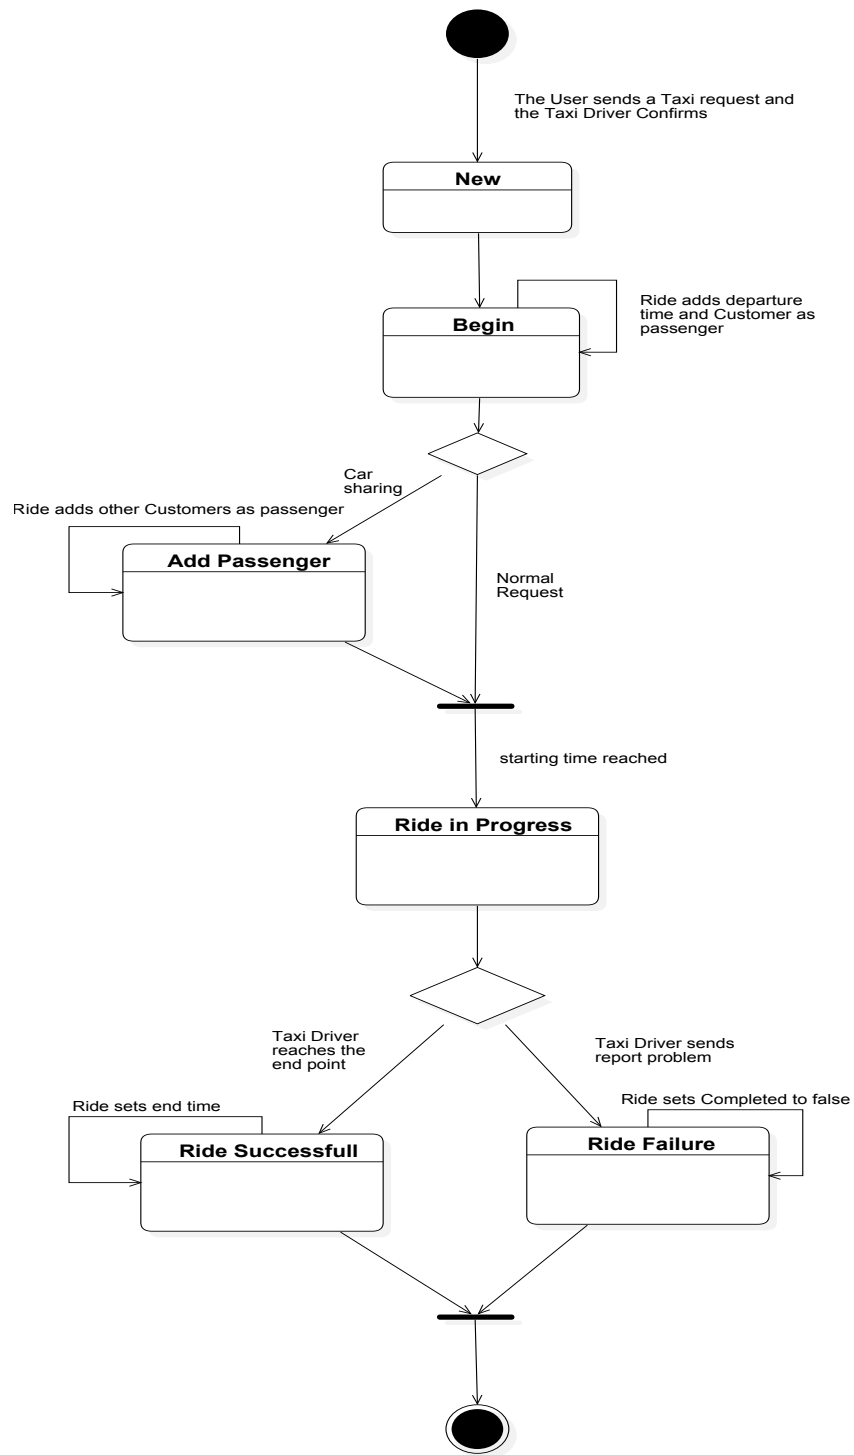 The User sends a Taxi request and
the Taxi Driver Confirms
New
Begin
Ride adds departure
time and Customer as
passenger
Car
sharing
Ride adds other Customers as passenger
Add Passenger
Normal
Request
starting time reached
Ride in Progress
Taxi Driver
reaches the
end point
Taxi Driver sends
report problem
Ride sets end time
Ride sets Completed to false
Ride Successfull
Ride Failure